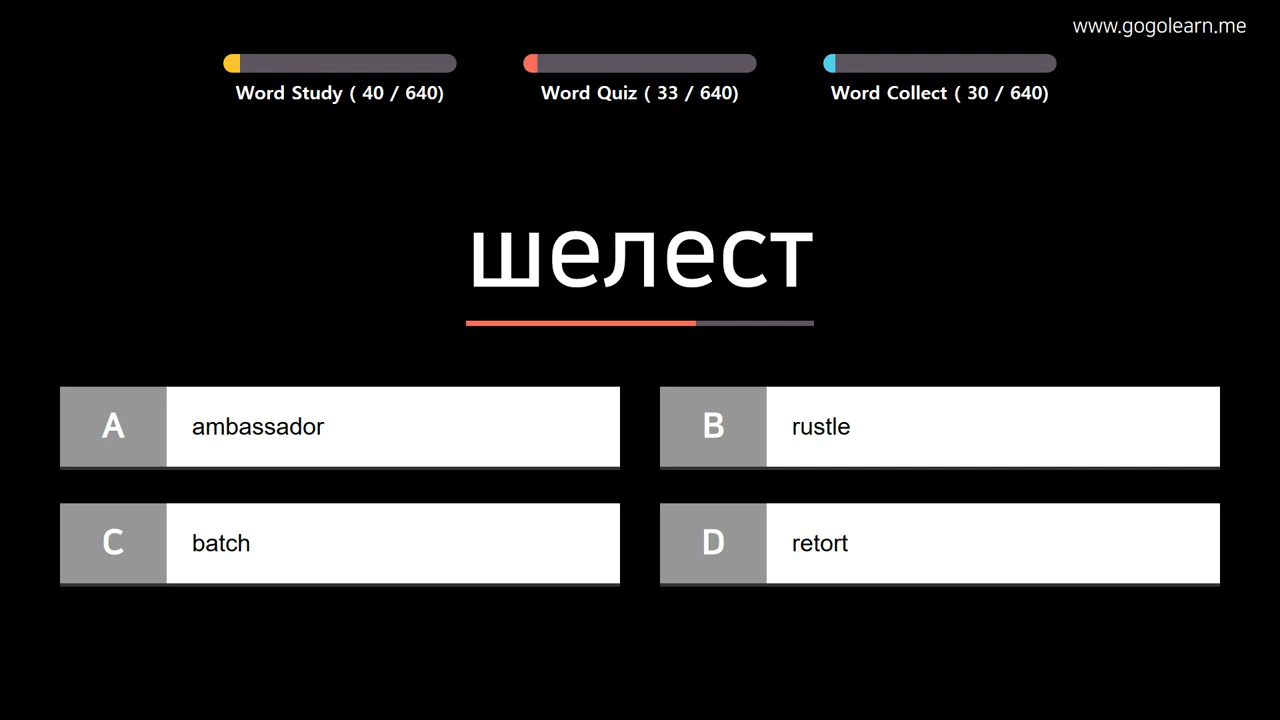 www.gogolearn.me
Word Study ( 40 / 640)
Word Quiz ( 33 / 640)
Word Collect ( 30 / 640)
шелест
A ambassador
B rustle
C batch
D retort